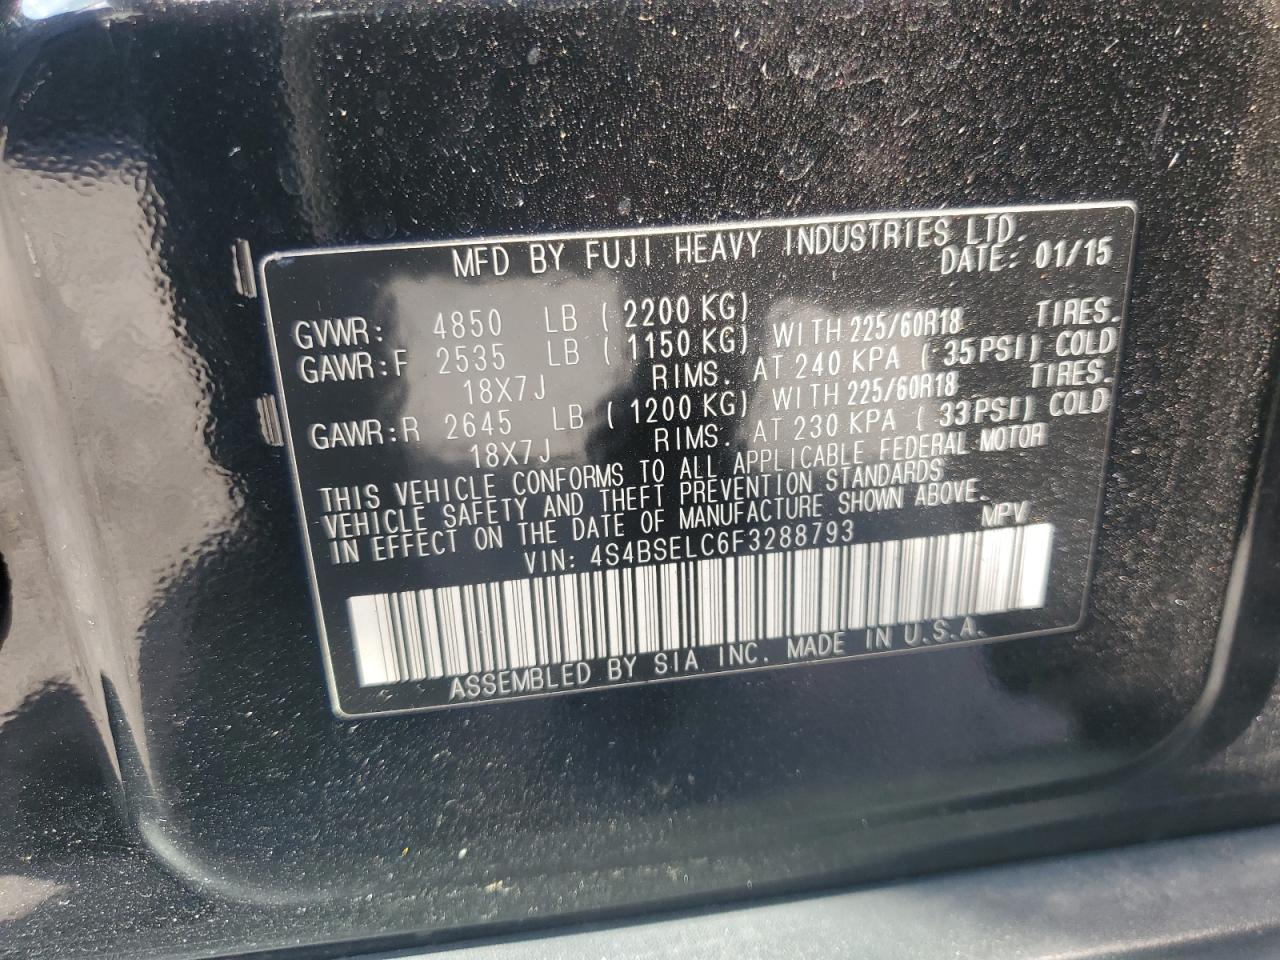 MFD BY FUJI HEAVY INDUSTRIES LTD.
DATE: 01/15
GVWR: 4850 LB ( 2200 KG)
GAWR:F 2535 LB ( 1150 KG) WITH 225/60R18 TIRES.
18X7J RIMS. AT 240 KPA ( 35PSI) COLD
GAWR:R 2645 LB ( 1200 KG) WITH 225/60R18 TIRES.
18X7J RIMS. AT 230 KPA ( 33PSI) COLD
THIS VEHICLE CONFORMS TO ALL APPLICABLE FEDERAL MOTOR
VEHICLE SAFETY AND THEFT PREVENTION STANDARDS
IN EFFECT ON THE DATE OF MANUFACTURE SHOWN ABOVE.
VIN: 4S4BSELC6F3288793 MPV
ASSEMBLED BY SIA INC. MADE IN U.S.A.